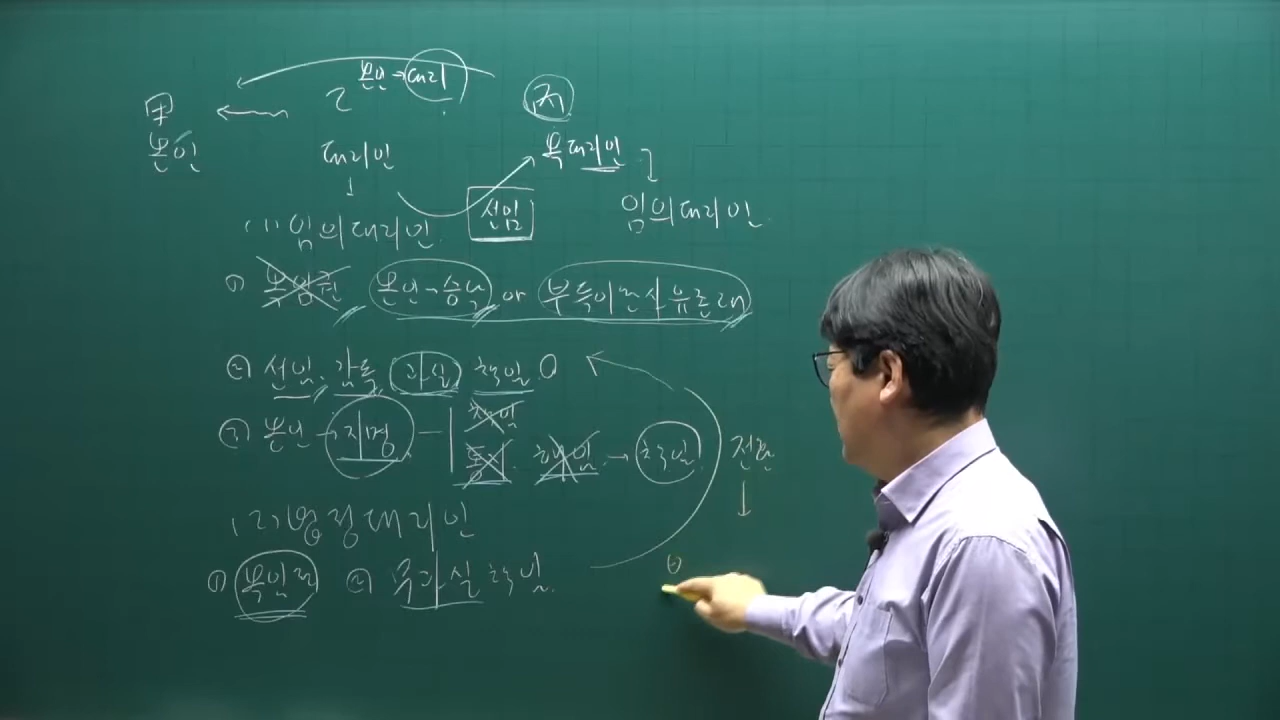 본인→대리
본인
대리인
복대리인
(1) 임의대리인
선임
임의대리인
① 복임권 본인→승낙 or 부득이한사유존재
② 선임, 감독, 과실 책임 O
③ 본인→지명 책임
책임→책임 전환
(2) 법정대리인
① 복임권 ② 무과실책임
①